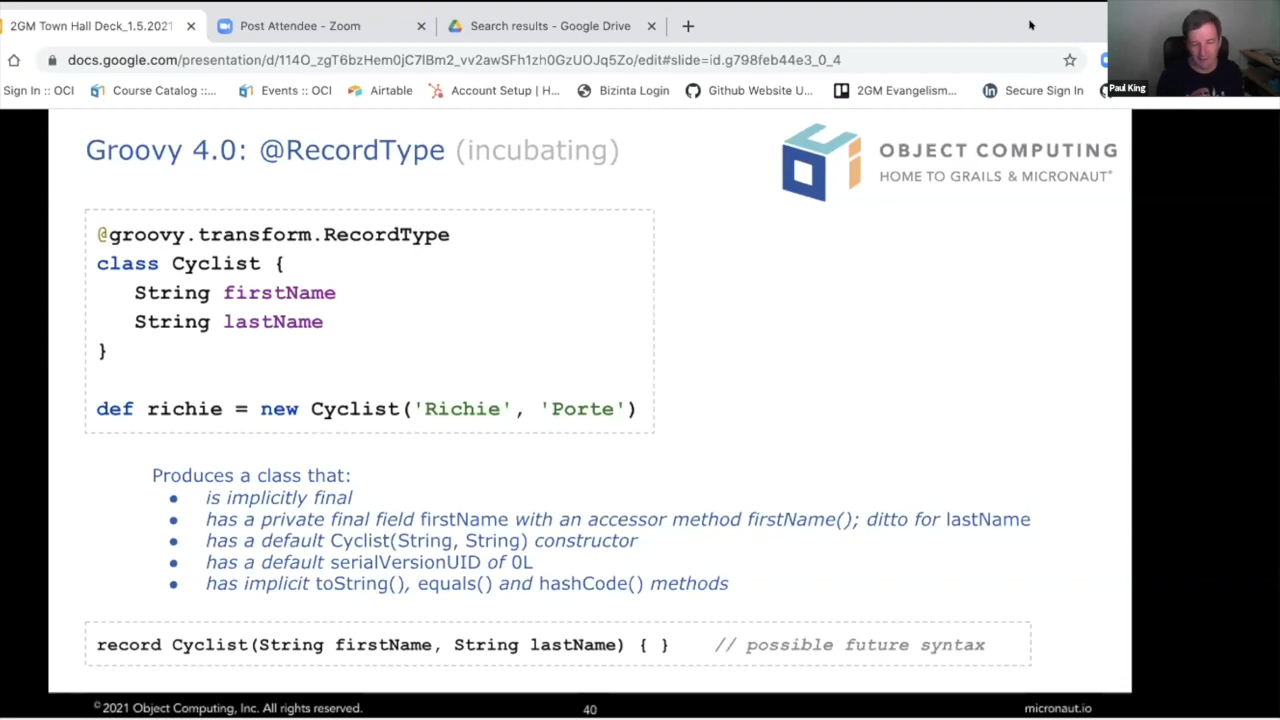 2GM Town Hall Deck_1.5.2021
Post Attendee - Zoom
Search results - Google Drive
docs.google.com/presentation/d/114O_zgT6bzHem0jC7lBm2_vv2awSFh1zh0GzUOJq5Zo/edit#slide=id.g798feb44e3_0_4
Sign In :: OCI
Course Catalog ::...
Events :: OCI
Airtable
Account Setup | H...
Bizinta Login
Github Website U...
2GM Evangelism...
Secure Sign In
Paul King
Groovy 4.0: @RecordType (incubating)
OBJECT COMPUTING
HOME TO GRAILS & MICRONAUT®
@groovy.transform.RecordType
class Cyclist {
String firstName
String lastName
}
def richie = new Cyclist('Richie', 'Porte')
Produces a class that:
• is implicitly final
• has a private final field firstName with an accessor method firstName(); ditto for lastName
• has a default Cyclist(String, String) constructor
• has a default serialVersionUID of 0L
• has implicit toString(), equals() and hashCode() methods
record Cyclist(String firstName, String lastName) { } // possible future syntax
©2021 Object Computing, Inc. All rights reserved.
40
micronaut.io